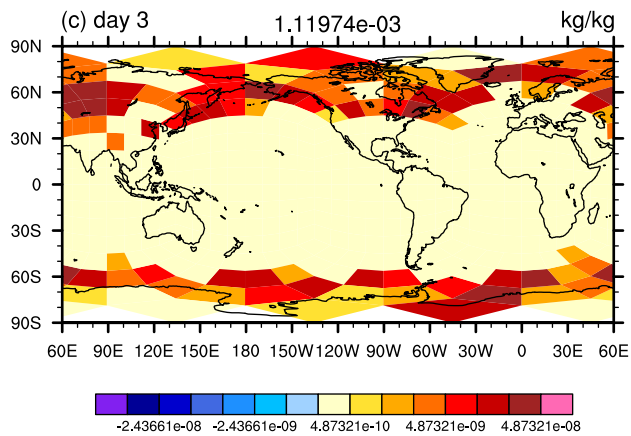 (c) day 3 1.11974e-03 kg/kg
90N
60N
30N
0
30S
60S
90S
60E 90E 120E 150E 180 150W 120W 90W 60W 30W 0 30E 60E
-2.43661e-08 -2.43661e-09 4.87321e-10 4.87321e-09 4.87321e-08